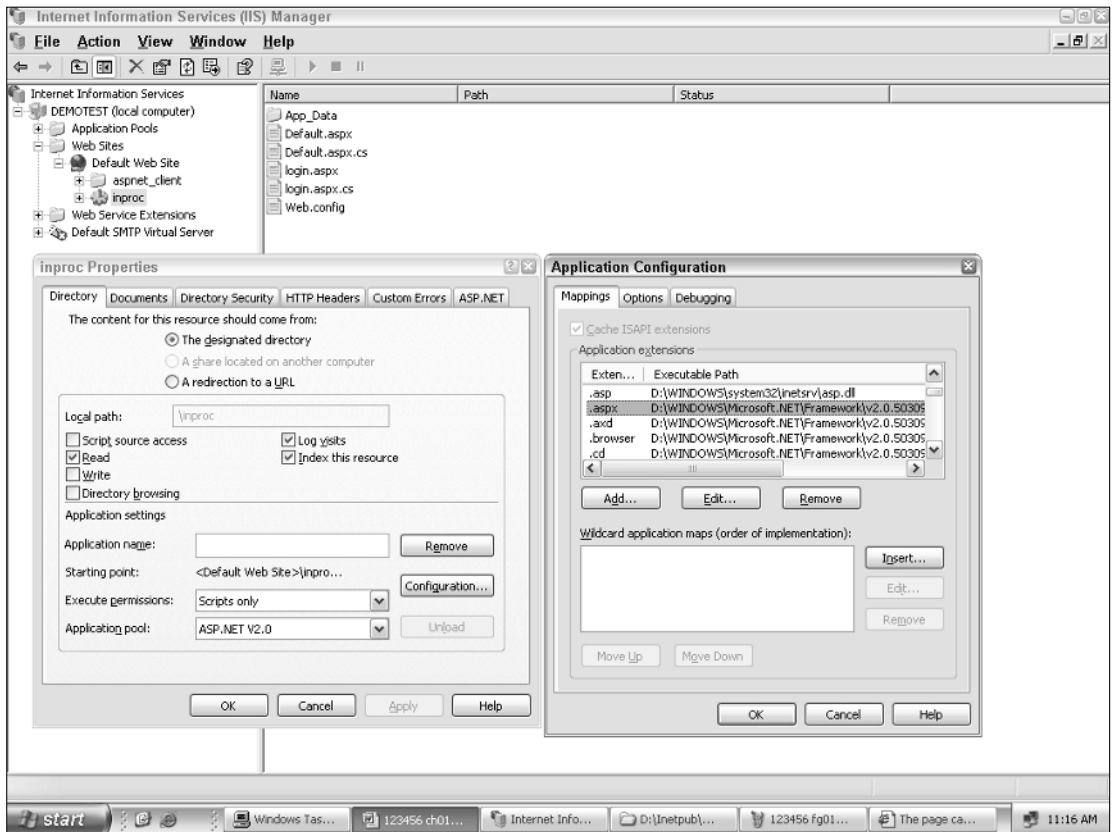 Internet Information Services (IIS) Manager
File Action View Window Help
Internet Information Services
DEMOTEST (local computer)
Application Pools
Web Sites
Default Web Site
aspnet_client
inproc
Web Service Extensions
Default SMTP Virtual Server
Name Path Status
App_Data
Default.aspx
Default.aspx.cs
login.aspx
login.aspx.cs
Web.config
inproc Properties
Directory Documents Directory Security HTTP Headers Custom Errors ASP.NET
The content for this resource should come from:
The designated directory
A share located on another computer
A redirection to a URL
Local path: \inproc
Script source access Log visits
Read Index this resource
Write
Directory browsing
Application settings
Application name: Remove
Starting point: <Default Web Site>\inpro...
Configuration...
Execute permissions: Scripts only
Application pool: ASP.NET V2.0 Unload
OK Cancel Apply Help
Application Configuration
Mappings Options Debugging
Cache ISAPI extensions
Application extensions
Exten... Executable Path
.asp D:\WINDOWS\system32\inetsrv\asp.dll
.aspx D:\WINDOWS\Microsoft.NET\Framework\v2.0.5030
.axd D:\WINDOWS\Microsoft.NET\Framework\v2.0.5030
.browser D:\WINDOWS\Microsoft.NET\Framework\v2.0.5030
.cd D:\WINDOWS\Microsoft.NET\Framework\v2.0.5030
Add... Edit... Remove
Wildcard application maps (order of implementation):
Insert...
Edit...
Remove
Move Up Move Down
OK Cancel Help
start Windows Tas... 123456 ch01... Internet Info... D:\Inetpub\... 123456 fg01... The page ca... 11:16 AM